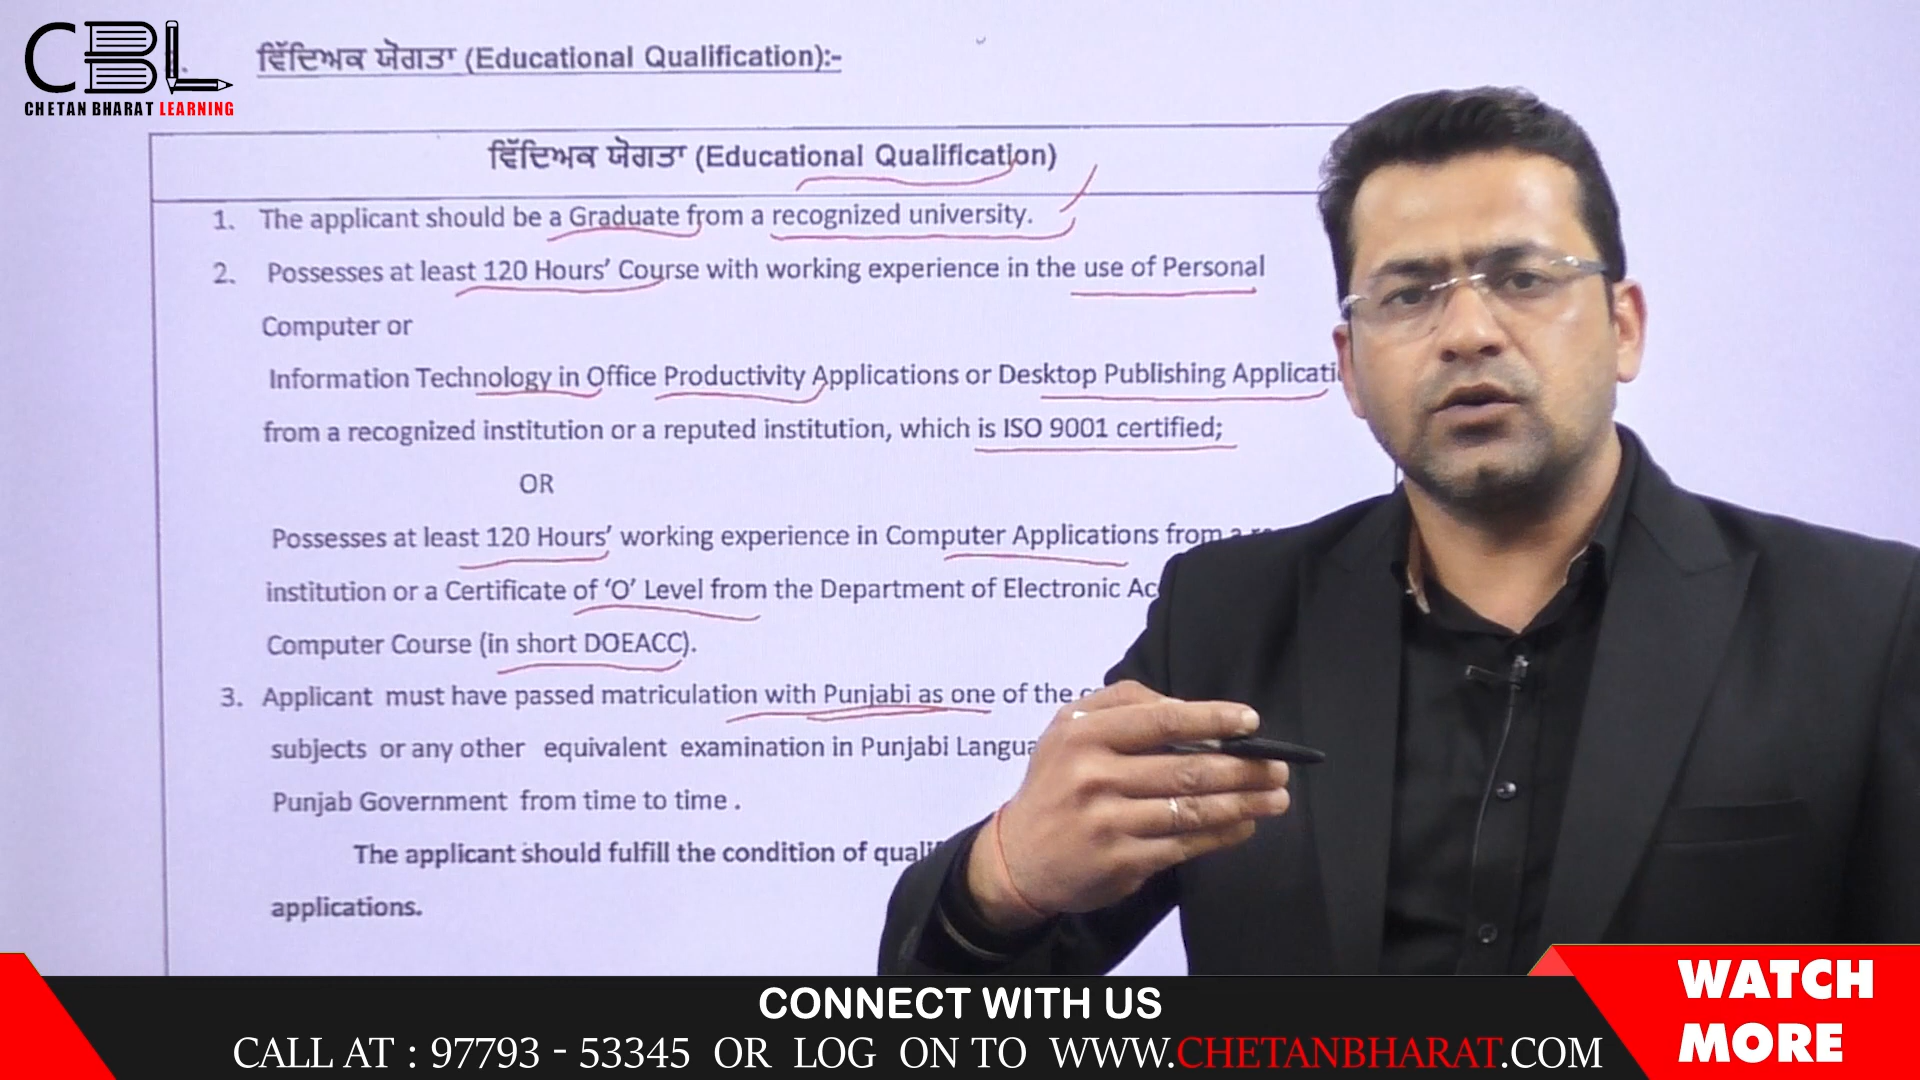 CBL
CHETAN BHARAT LEARNING
ਵਿੱਦਿਅਕ ਯੋਗਤਾ (Educational Qualification):-
ਵਿੱਦਿਅਕ ਯੋਗਤਾ (Educational Qualification)
1. The applicant should be a Graduate from a recognized university.
2. Possesses at least 120 Hours’ Course with working experience in the use of Personal
Computer or
Information Technology in Office Productivity Applications or Desktop Publishing
from a recognized institution or a reputed institution, which is ISO 9001 certified;
OR
Possesses at least 120 Hours’ working experience in Computer Applications from a
institution or a Certificate of ‘O’ Level from the Department of Electronic
Computer Course (in short DOEACC).
3. Applicant must have passed matriculation with Punjabi as one of the
subjects or any other equivalent examination in Punjabi
Punjab Government from time to time .
The applicant should fulfill the condition of
applications.
CONNECT WITH US
CALL AT : 97793 - 53345 OR LOG ON TO WWW.CHETANBHARAT.COM
WATCH
MORE